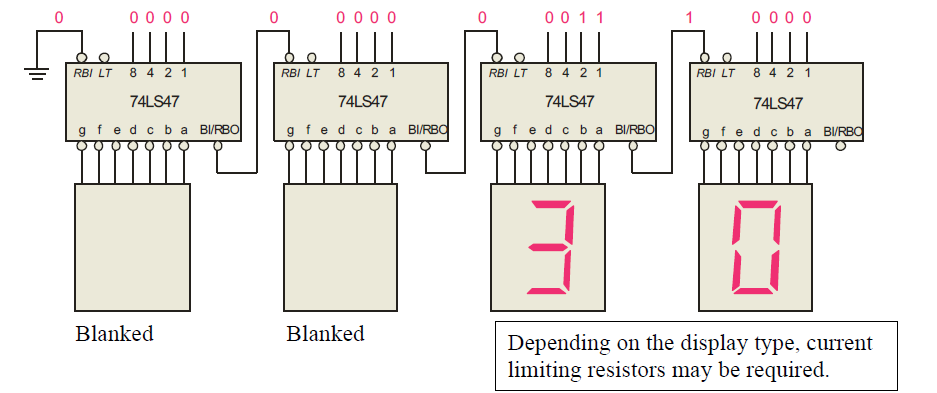 0 0 0 0 0 0 0 0 0 0 0 0 0 1 1 1 0 0 0 0
RBI LT 8 4 2 1 RBI LT 8 4 2 1 RBI LT 8 4 2 1 RBI LT 8 4 2 1
74LS47 74LS47 74LS47 74LS47
g f e d c b a BI/RBO g f e d c b a BI/RBO g f e d c b a BI/RBO g f e d c b a BI/RBO
3 0
Blanked Blanked
Depending on the display type, current
limiting resistors may be required.